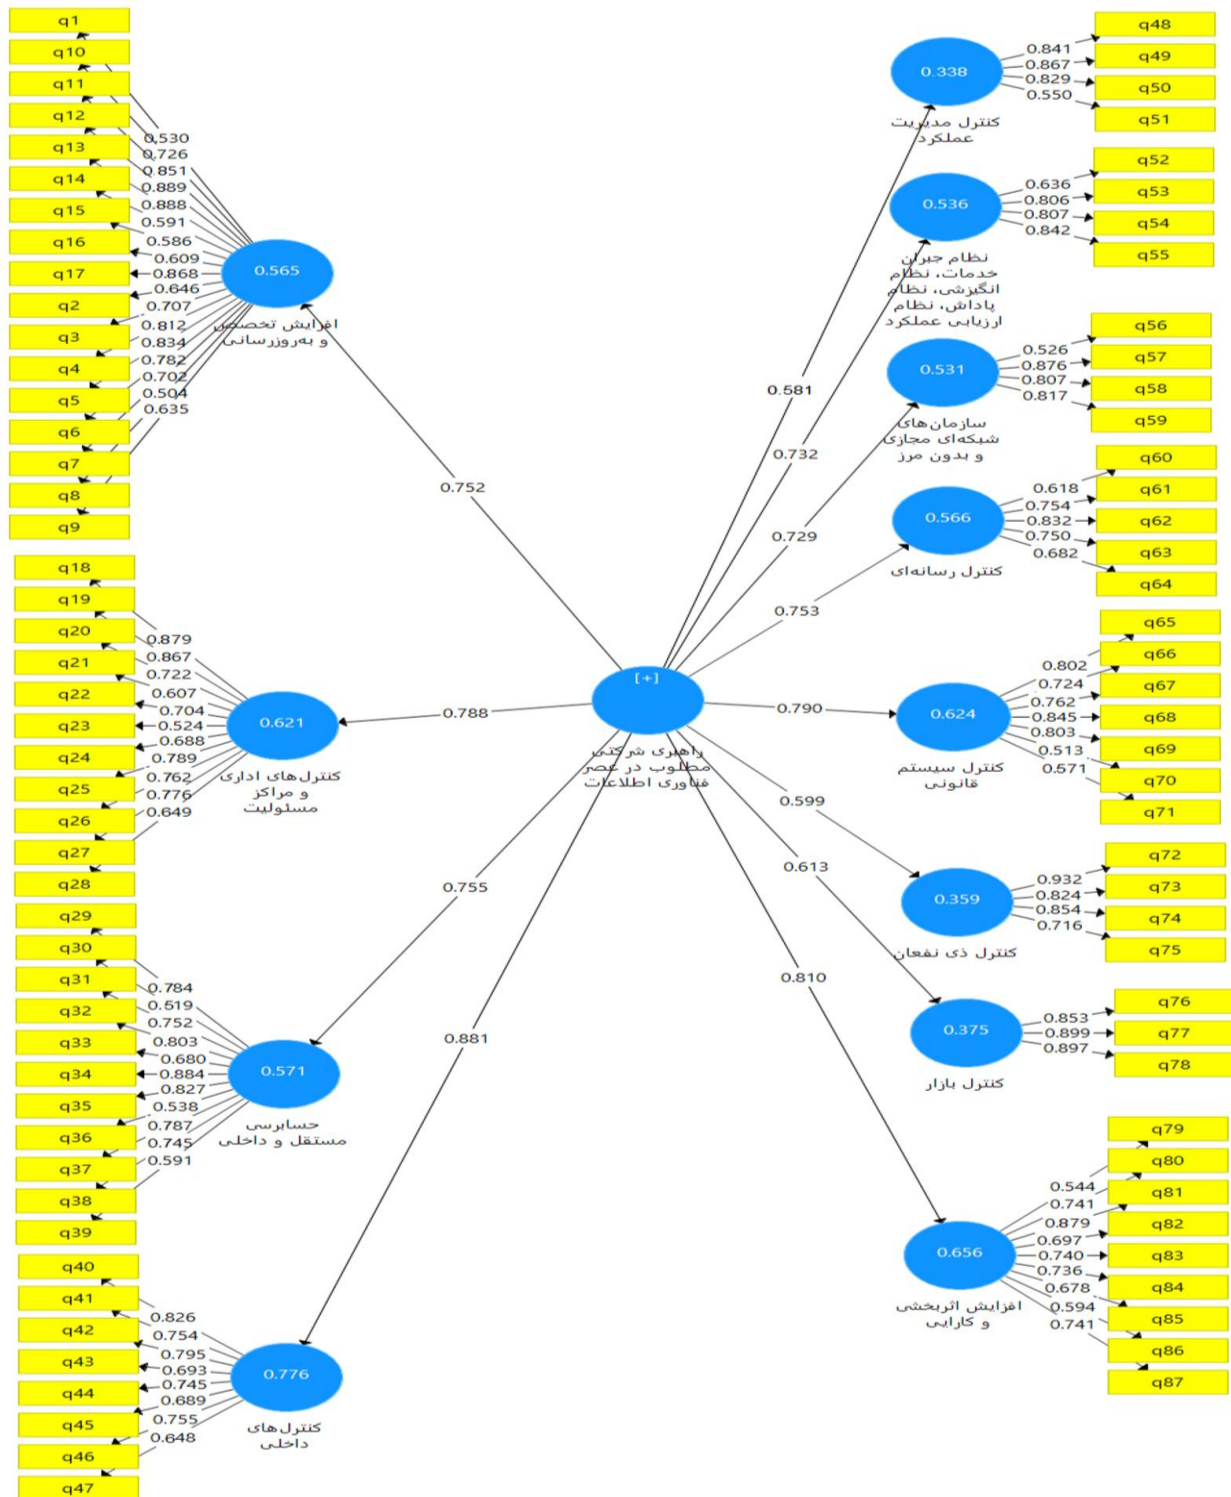 q1
q10
q11
q12
q13
q14
q15
q16
q17
q2
q3
q4
q5
q6
q7
q8
q9
0.530
0.726
0.851
0.889
0.888
0.591
0.586
0.609
0.868
0.646
0.707
0.812
0.834
0.782
0.702
0.504
0.635
0.565
افزایش تخصص
و به‌روزرسانی
0.752
q18
q19
q20
q21
q22
q23
q24
q25
q26
q27
q28
0.879
0.867
0.722
0.607
0.704
0.524
0.688
0.789
0.762
0.776
0.649
0.621
کنترل‌های اداری
و مراکز
مسئولیت
0.788
q29
q30
q31
q32
q33
q34
q35
q36
q37
q38
q39
0.784
0.519
0.752
0.803
0.680
0.884
0.827
0.538
0.787
0.745
0.591
0.571
حسابرسی
مستقل و داخلی
0.755
q40
q41
q42
q43
q44
q45
q46
q47
0.826
0.754
0.795
0.693
0.745
0.689
0.755
0.648
0.776
کنترل‌های
داخلی
0.881
[+]
راهبری شرکتی
مطلوب در عصر
فناوری اطلاعات
0.581
0.338
کنترل مدیریت
عملکرد
0.841
0.867
0.829
0.550
q48
q49
q50
q51
0.732
0.536
نظام جبران
خدمات، نظام
انگیزشی، نظام
پاداش، نظام
ارزیابی عملکرد
0.636
0.806
0.807
0.842
q52
q53
q54
q55
0.729
0.531
سازمان‌های
شبکه‌ای مجازی
و بدون مرز
0.526
0.876
0.807
0.817
q56
q57
q58
q59
0.753
0.566
کنترل رسانه‌ای
0.618
0.754
0.832
0.750
0.682
q60
q61
q62
q63
q64
0.790
0.624
کنترل سیستم
قانونی
0.802
0.724
0.762
0.845
0.803
0.513
0.571
q65
q66
q67
q68
q69
q70
q71
0.599
0.359
کنترل ذی نفعان
0.932
0.824
0.854
0.716
q72
q73
q74
q75
0.613
0.375
کنترل بازار
0.853
0.899
0.897
q76
q77
q78
0.810
0.656
افزایش اثربخشی
و کارایی
0.544
0.741
0.879
0.697
0.740
0.736
0.678
0.594
0.741
q79
q80
q81
q82
q83
q84
q85
q86
q87